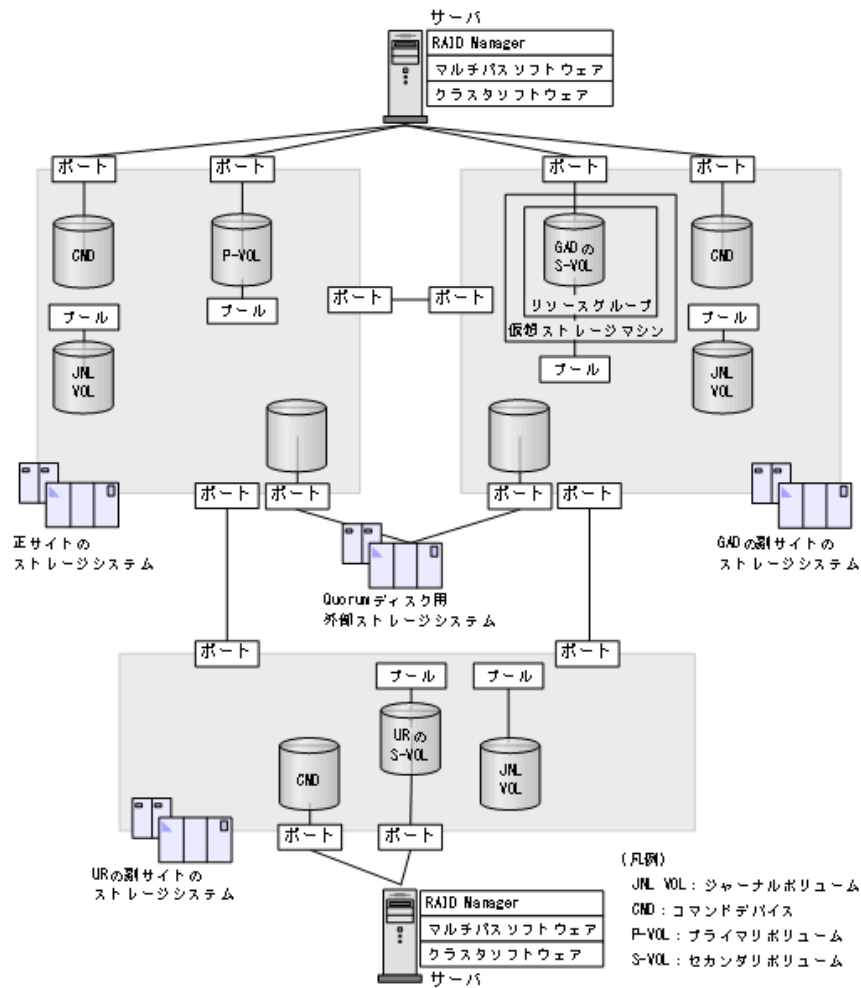 サーバ
RAID Manager
マルチパスソフトウェア
クラスタソフトウェア
ポート
ポート
ポート
ポート
CMD
P-VOL
GADの
S-VOL
CMD
プール
プール
ポート
ポート
リソースグループ
仮想ストレージマシン
プール
プール
JNL
VOL
JNL
VOL
ポート
ポート
ポート
ポート
正サイトの
ストレージシステム
Quorumディスク用
外部ストレージシステム
GADの副サイトの
ストレージシステム
ポート
ポート
プール
プール
URの
S-VOL
CMD
JNL
VOL
ポート
ポート
URの副サイトの
ストレージシステム
RAID Manager
マルチパスソフトウェア
クラスタソフトウェア
サーバ
(凡例)
JNL VOL：ジャーナルボリューム
CMD：コマンドデバイス
P-VOL：プライマリボリューム
S-VOL：セカンダリボリューム